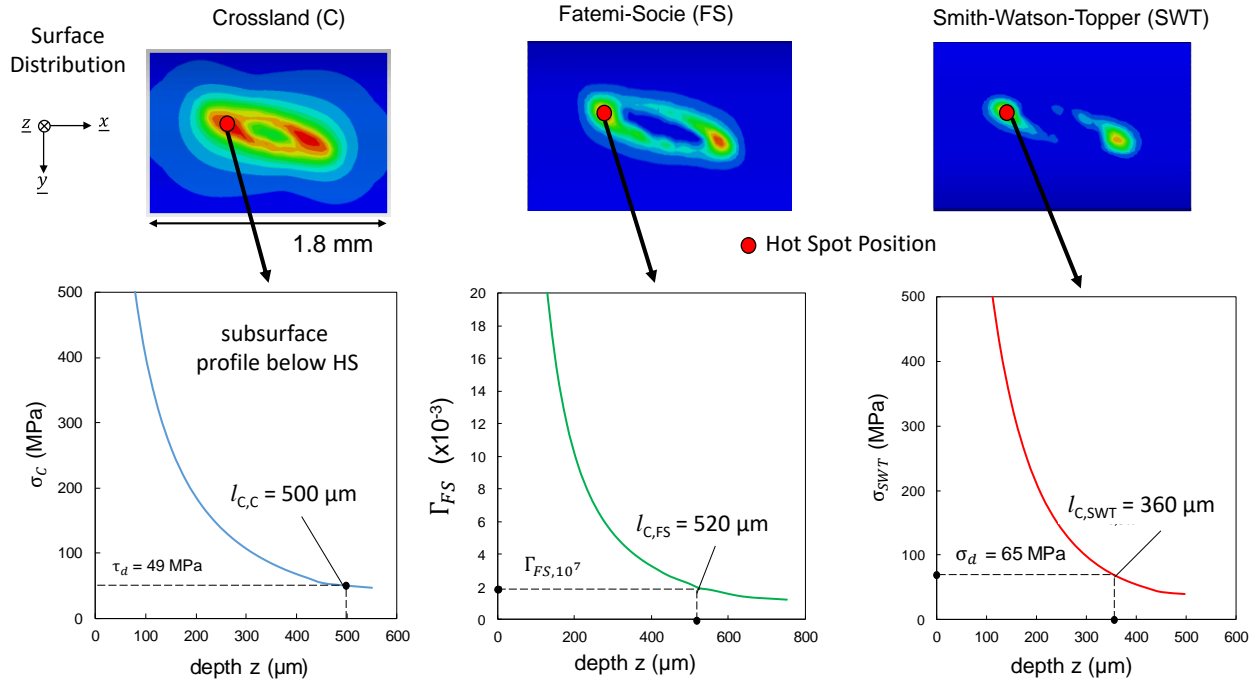 Crossland (C)
Fatemi-Socie (FS)
Smith-Watson-Topper (SWT)
Surface
Distribution
z
x
y
1.8 mm
Hot Spot Position
500
400
300
200
100
0
0 100 200 300 400 500 600
σC (MPa)
depth z (µm)
subsurface
profile below HS
lC,C = 500 µm
τd = 49 MPa
20
18
16
14
12
10
8
6
4
2
0
0 200 400 600 800
ΓFS (x10-3)
depth z (µm)
lC,FS = 520 µm
ΓFS,10⁷
500
400
300
200
100
0
0 100 200 300 400 500 600
σSWT (MPa)
depth z (µm)
lC,SWT = 360 µm
σd = 65 MPa